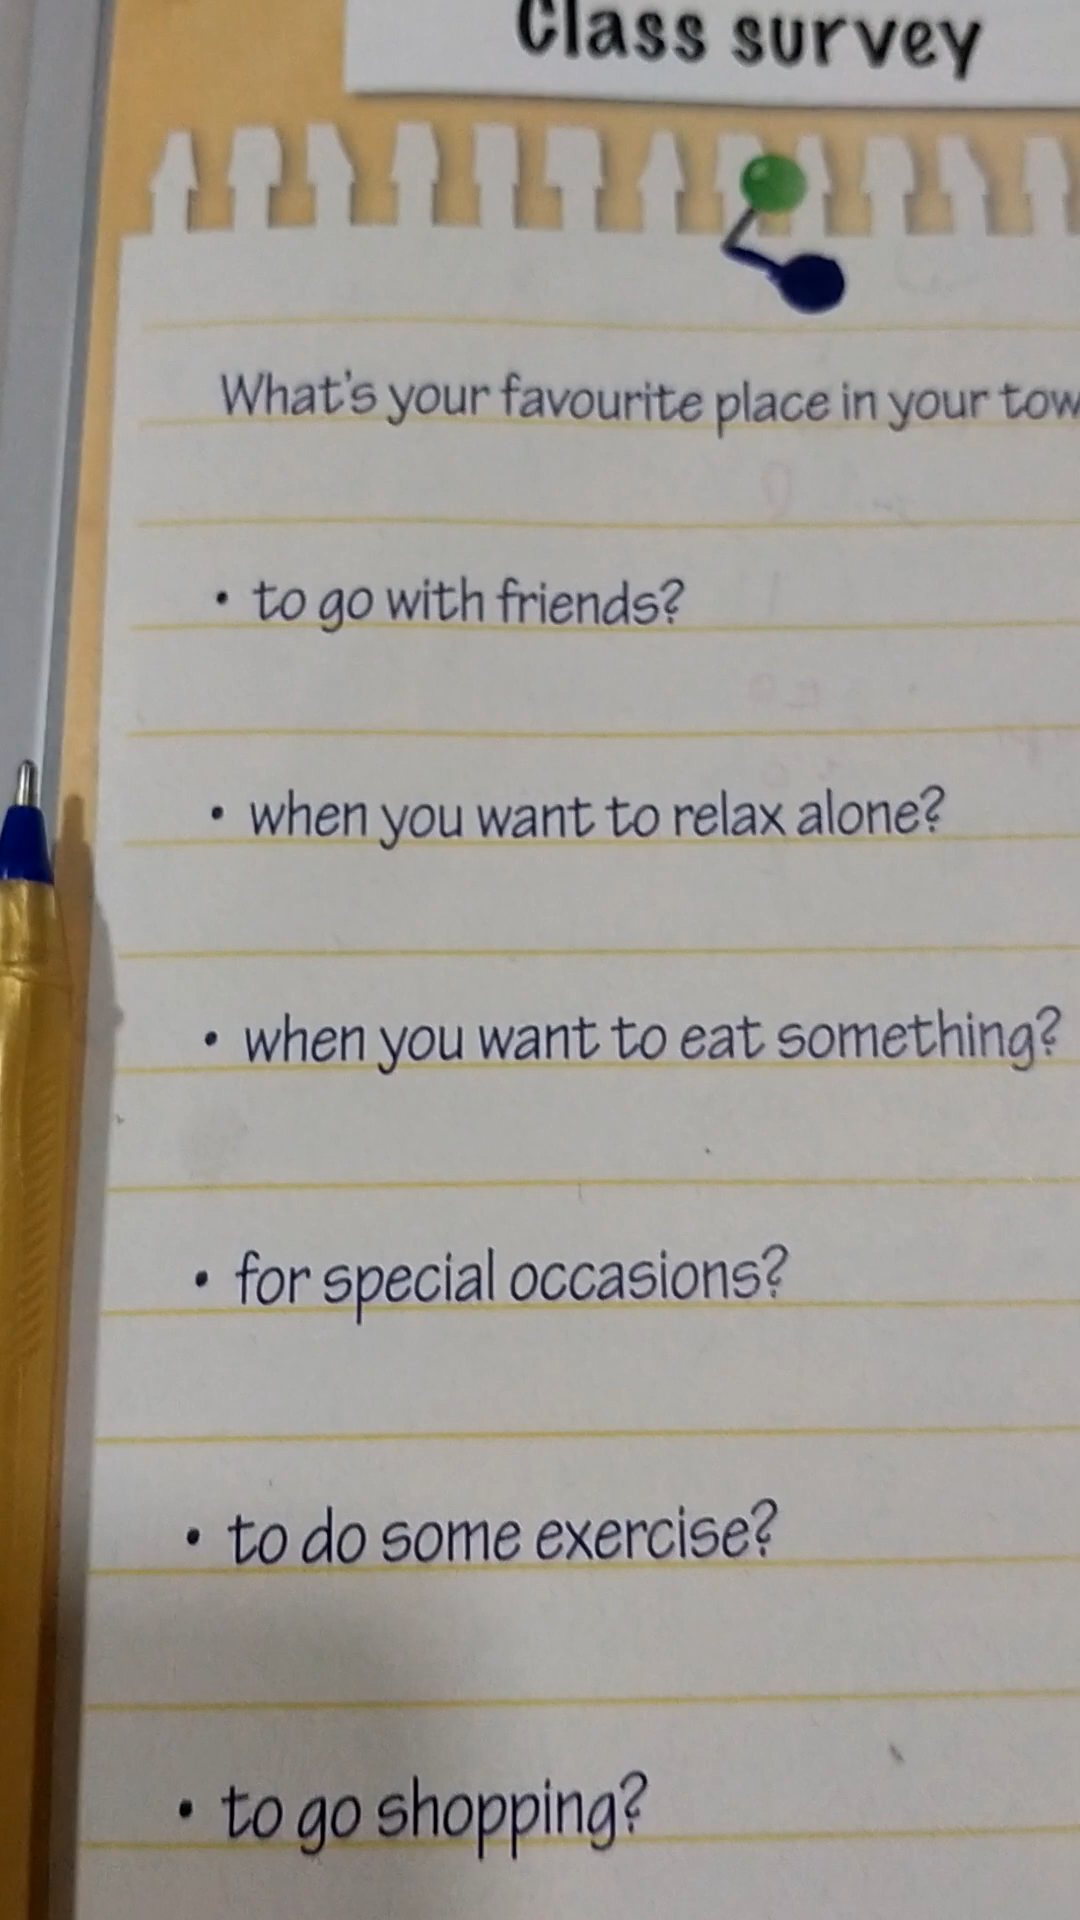 Class survey
What's your favourite place in your
• to go with friends?
• when you want to relax alone?
• when you want to eat something?
• for special occasions?
• to do some exercise?
• to go shopping?